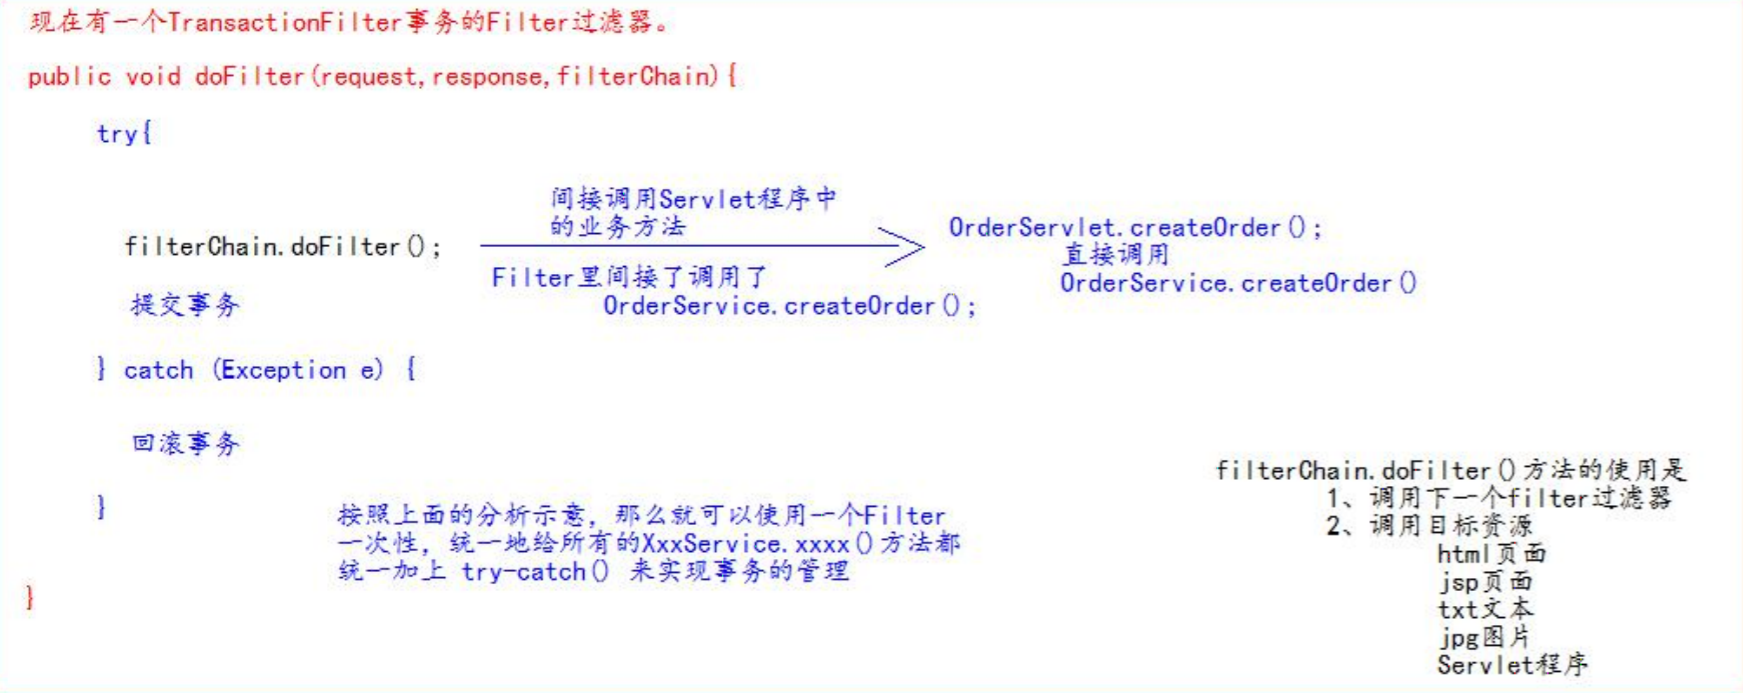 现在有一个TransactionFilter事务的Filter过滤器。
public void doFilter(request,response,filterChain){
try{
间接调用Servlet程序中
的业务方法
filterChain.doFilter();
Filter里间接了调用了
OrderService.createOrder();
OrderServlet.createOrder();
直接调用
OrderService.createOrder()
提交事务
} catch (Exception e) {
回滚事务
}
按照上面的分析示意，那么就可以使用一个Filter
一次性，统一地给所有的XxxService.xxxx()方法都
统一加上 try-catch() 来实现事务的管理
}
filterChain.doFilter()方法的使用是
1、调用下一个filter过滤器
2、调用目标资源
html页面
jsp页面
txt文本
jpg图片
Servlet程序